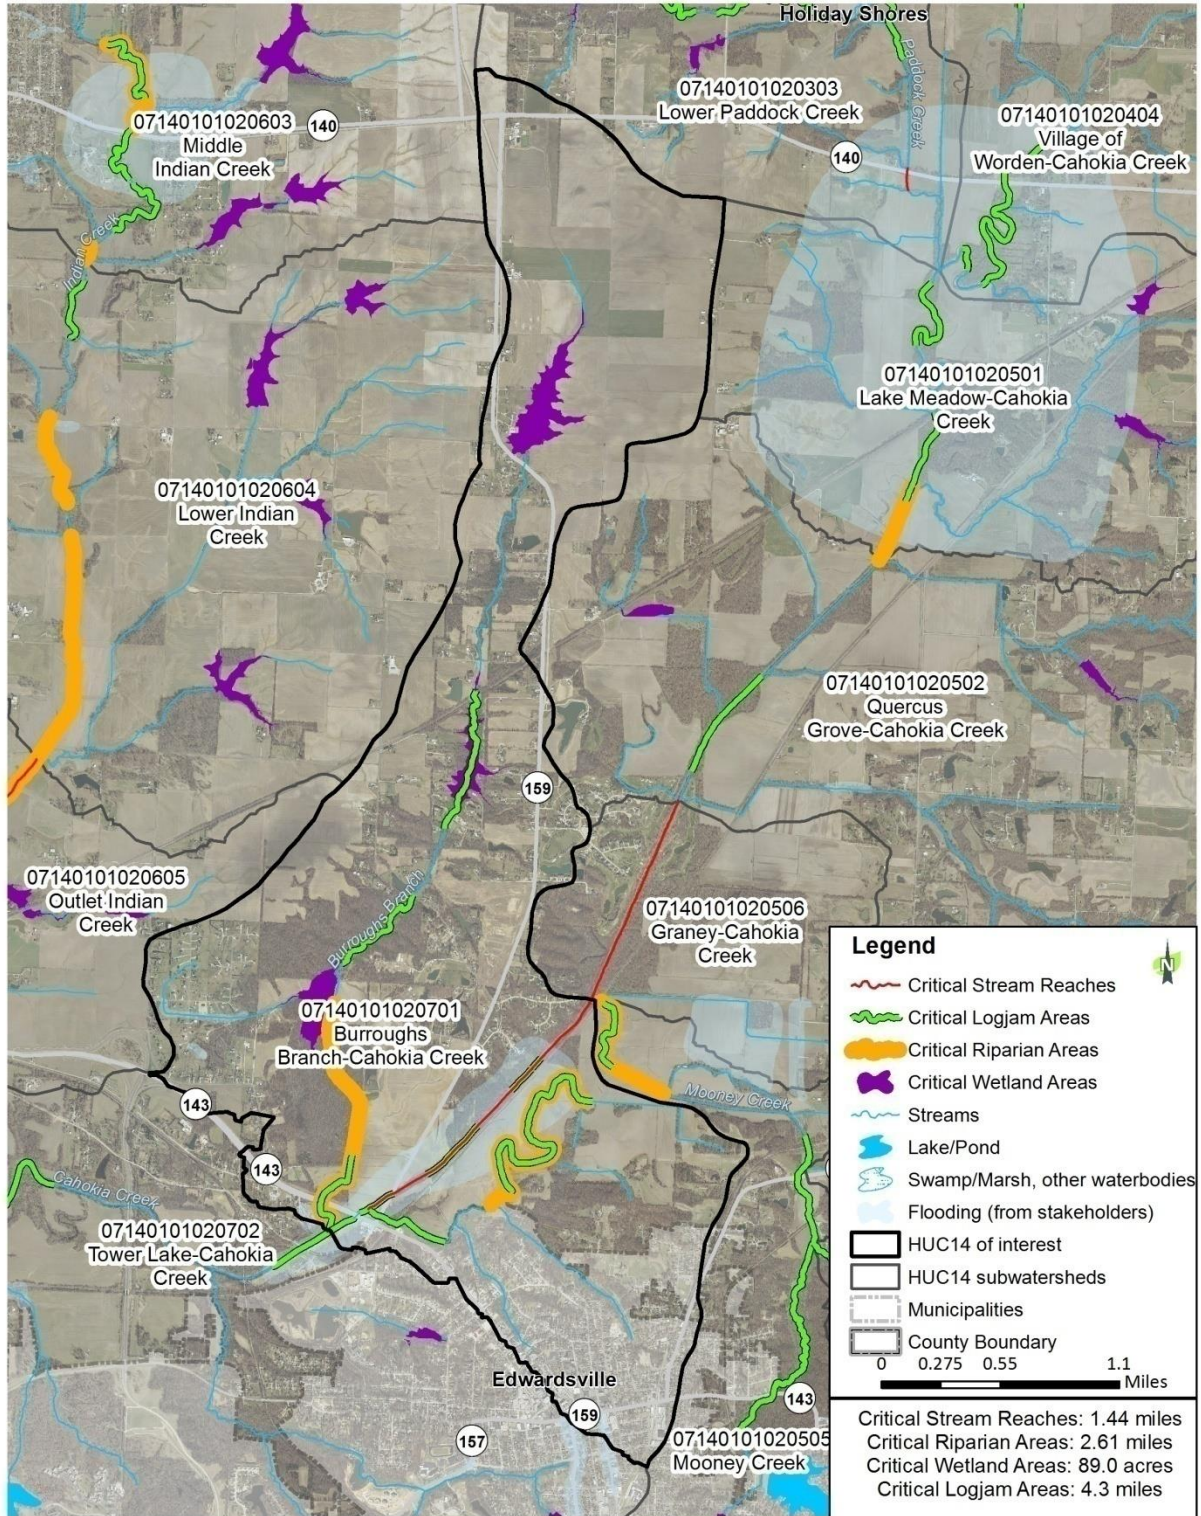 Holiday Shores
Paddock Creek
07140101020303
Lower Paddock Creek
07140101020404
Village of
Worden-Cahokia Creek
07140101020603
Middle
Indian Creek
140
140
Indian Creek
07140101020501
Lake Meadow-Cahokia
Creek
07140101020604
Lower Indian
Creek
07140101020502
Quercus
Grove-Cahokia Creek
159
07140101020605
Outlet Indian
Creek
Burroughs Branch
07140101020506
Graney-Cahokia
Creek
07140101020701
Burroughs
Branch-Cahokia Creek
Mooney Creek
143
143
Cahokia Creek
07140101020702
Tower Lake-Cahokia
Creek
Edwardsville
159
157
143
07140101020505
Mooney Creek
Legend
N
Critical Stream Reaches
Critical Logjam Areas
Critical Riparian Areas
Critical Wetland Areas
Streams
Lake/Pond
Swamp/Marsh, other waterbodies
Flooding (from stakeholders)
HUC14 of interest
HUC14 subwatersheds
Municipalities
County Boundary
0 0.275 0.55 1.1
Miles
Critical Stream Reaches: 1.44 miles
Critical Riparian Areas: 2.61 miles
Critical Wetland Areas: 89.0 acres
Critical Logjam Areas: 4.3 miles